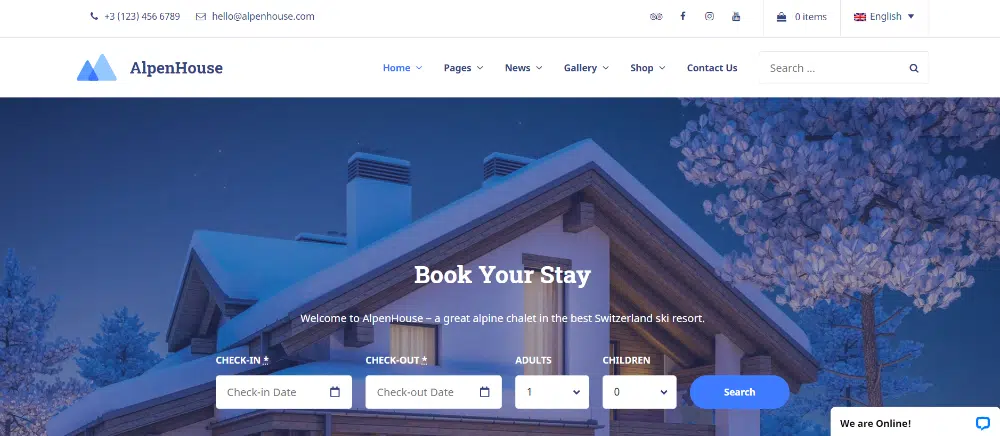 +3 (123) 456 6789 hello@alpenhouse.com 0 items English
AlpenHouse Home Pages News Gallery Shop Contact Us Search ...
Book Your Stay
Welcome to AlpenHouse – a great alpine chalet in the best Switzerland ski resort.
CHECK-IN * CHECK-OUT * ADULTS CHILDREN
Check-in Date Check-out Date 1 0 Search
We are Online!